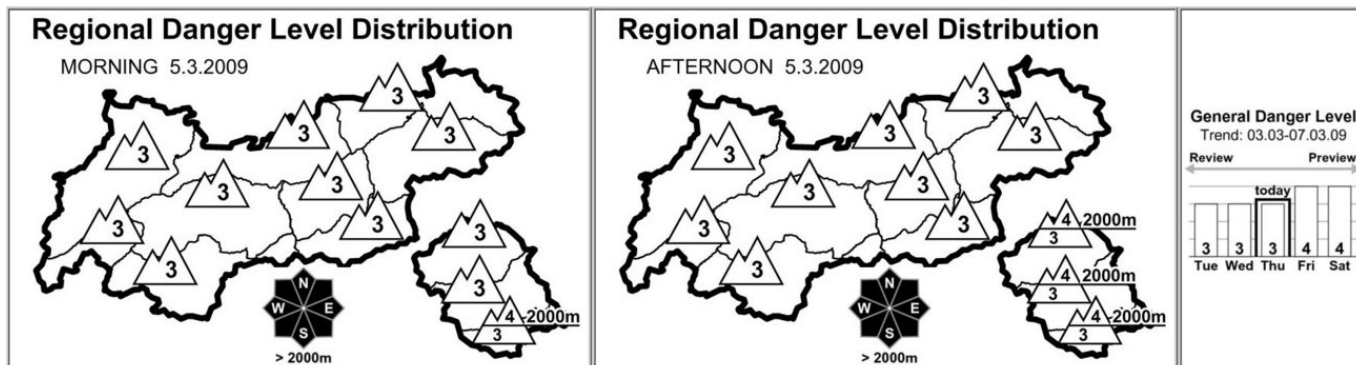 Regional Danger Level Distribution
MORNING 5.3.2009
3
3
3
3
3
3
3
3
3
3
3
4 2000m
3
N
W E
S
> 2000m
Regional Danger Level Distribution
AFTERNOON 5.3.2009
3
3
3
3
3
3
3
3
3
4 2000m
3
4 2000m
3
4 2000m
3
N
W E
S
> 2000m
General Danger Level
Trend: 03.03-07.03.09
Review Preview
today
3 3 3 4 4
Tue Wed Thu Fri Sat